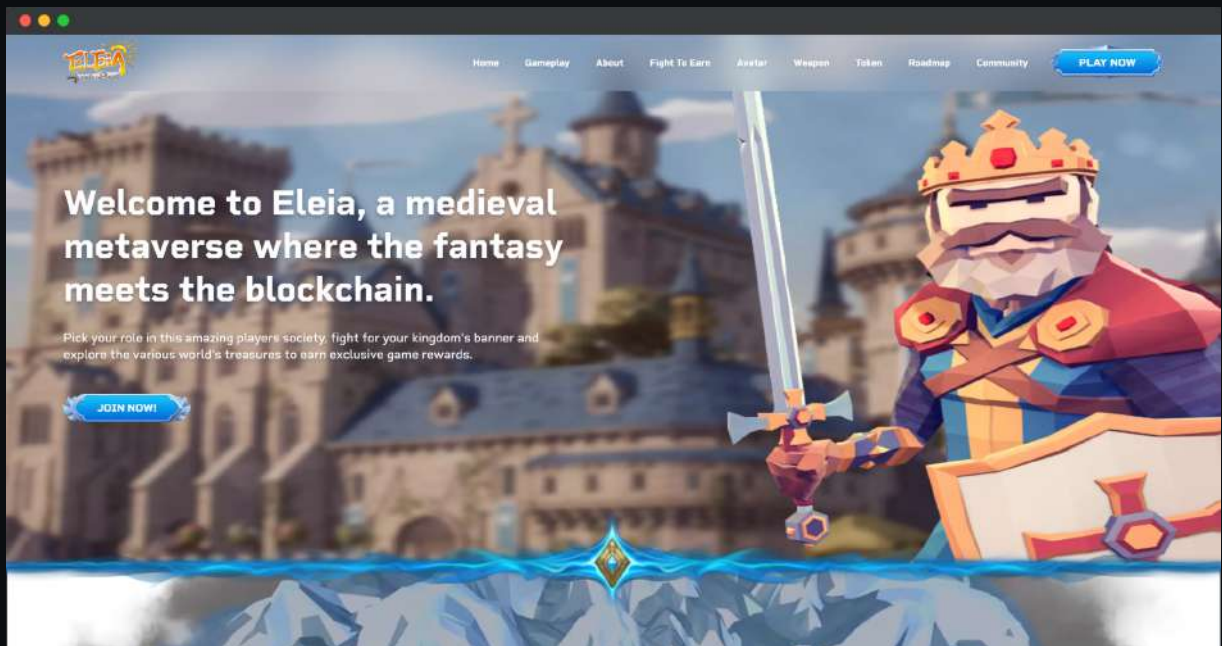 ELEIA
Home Gameplay About Fight To Earn Avatar Weapon Token Roadmap Community PLAY NOW
Welcome to Eleia, a medieval
metaverse where the fantasy
meets the blockchain.
Pick your role in this amazing players society, fight for your kingdom's banner and
explore the various world's treasures to earn exclusive game rewards.
JOIN NOW!